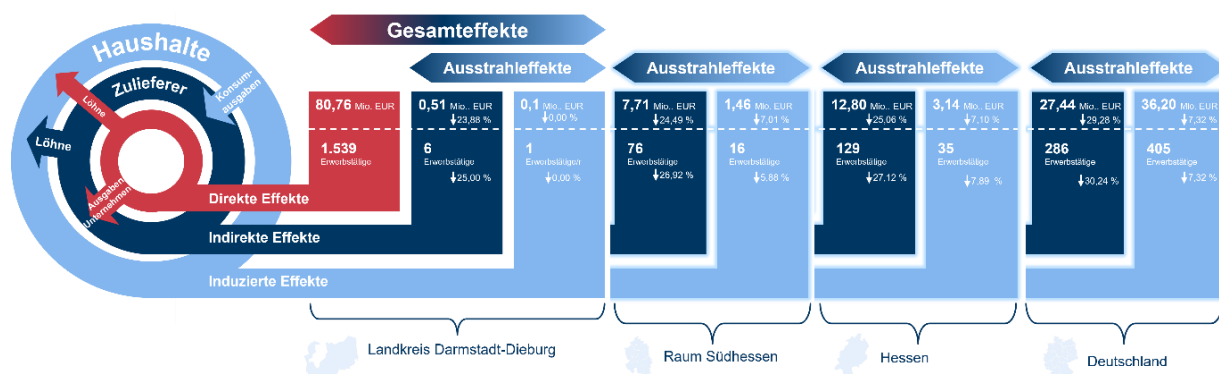 Haushalte
Zulieferer
Löhne
Löhne
Konsum-
ausgaben
Ausgaben
Unternehmen
Direkte Effekte
Indirekte Effekte
Induzierte Effekte
Gesamteffekte
Ausstrahleffekte
Ausstrahleffekte
Ausstrahleffekte
Ausstrahleffekte
80,76 Mio.. EUR
1.539
Erwerbstätige
0,51 Mio.. EUR
↓23,88 %
6
Erwerbstätige
↓25,00 %
0,1 Mio.. EUR
↓0,00 %
1
Erwerbstätige/r
↓0,00 %
7,71 Mio.. EUR
↓24,49 %
76
Erwerbstätige
↓26,92 %
1,46 Mio.. EUR
↓7,01 %
16
Erwerbstätige
↓5,88 %
12,80 Mio.. EUR
↓25,06 %
129
Erwerbstätige
↓27,12 %
3,14 Mio.. EUR
↓7,10 %
35
Erwerbstätige
↓7,89 %
27,44 Mio.. EUR
↓29,28 %
286
Erwerbstätige
↓30,24 %
36,20 Mio.. EUR
↓7,32 %
405
Erwerbstätige
↓7,32 %
Landkreis Darmstadt-Dieburg
Raum Südhessen
Hessen
Deutschland